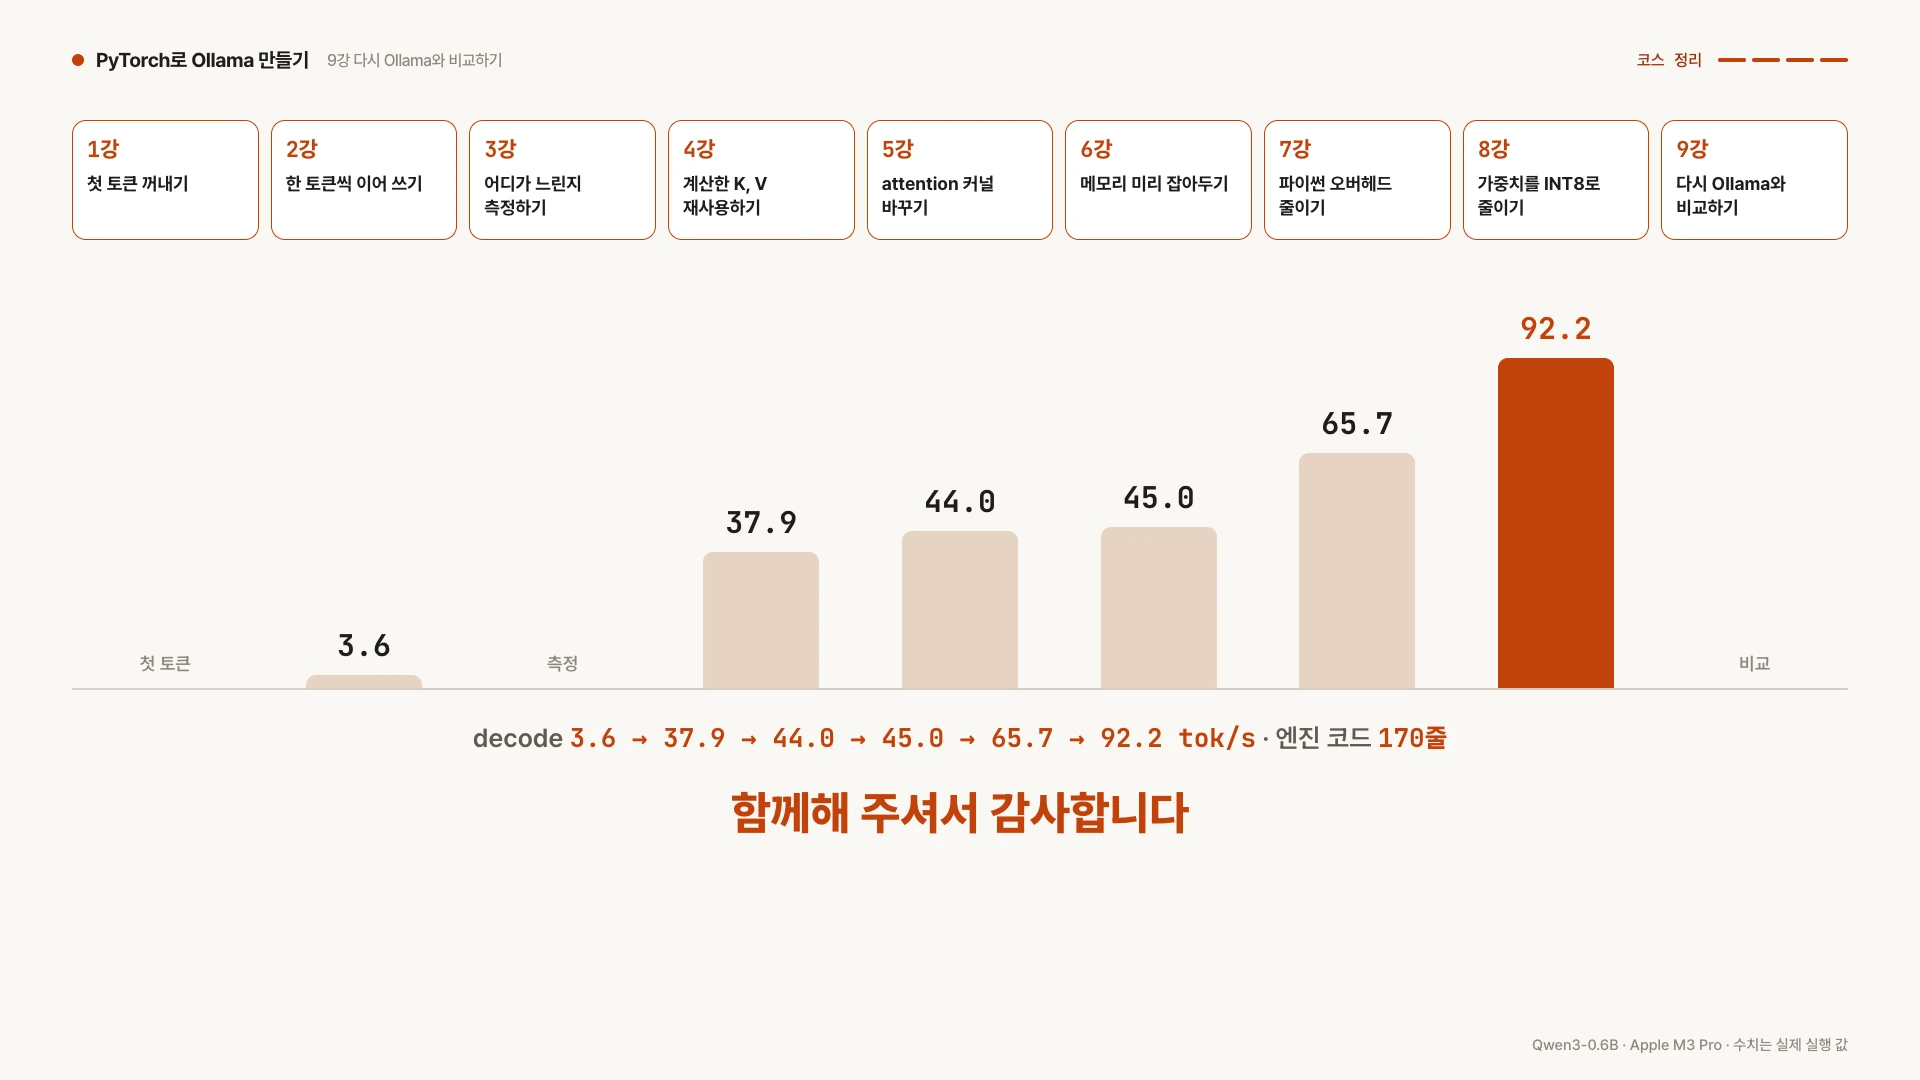 PyTorch로 Ollama 만들기 9강 다시 Ollama와 비교하기
코스 정리
1강
첫 토큰 꺼내기
2강
한 토큰씩 이어 쓰기
3강
어디가 느린지
측정하기
4강
계산한 K, V
재사용하기
5강
attention 커널
바꾸기
6강
메모리 미리 잡아두기
7강
파이썬 오버헤드
줄이기
8강
가중치를 INT8로
줄이기
9강
다시 Ollama와
비교하기
첫 토큰
3.6
측정
37.9
44.0
45.0
65.7
92.2
비교
decode 3.6 → 37.9 → 44.0 → 45.0 → 65.7 → 92.2 tok/s · 엔진 코드 170줄
함께해 주셔서 감사합니다
Qwen3-0.6B · Apple M3 Pro · 수치는 실제 실행 값